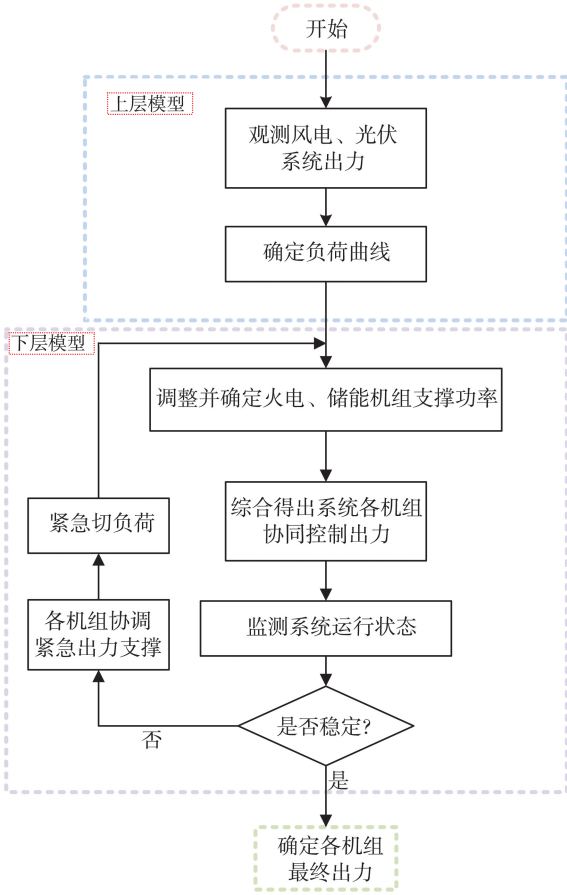 开始
上层模型
观测风电、光伏
系统出力
确定负荷曲线
下层模型
调整并确定火电、储能机组支撑功率
综合得出系统各机组
协同控制出力
紧急切负荷
各机组协调
紧急出力支撑
监测系统运行状态
是否稳定?
否
是
确定各机组
最终出力